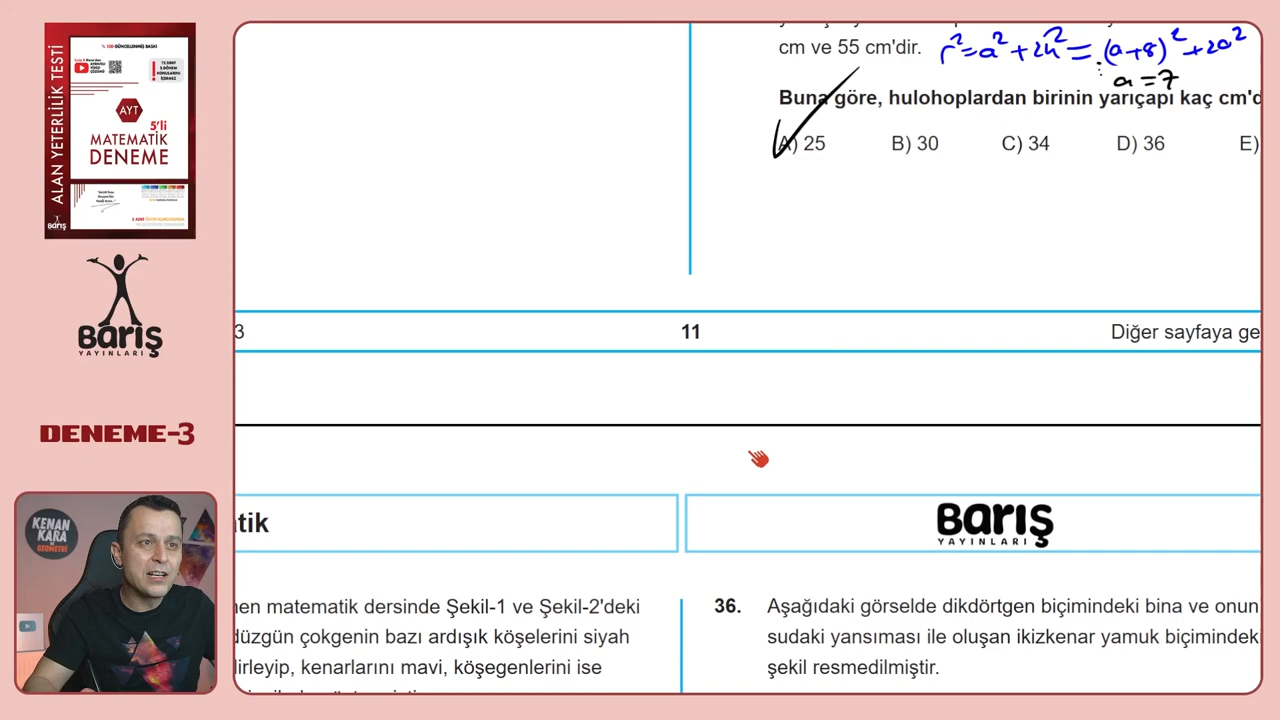 ALAN YETERLİLİK TESTİ
% 100 GÜNCELLENMİŞ BASKI
AYT
5'li
MATEMATİK
DENEME
BARIŞ
BARIŞ
YAYINLARI
DENEME-3
KENAN
KARA
GEOMETRİ
cm ve 55 cm'dir.
r²=a²+24²=(a+8)²+20²
a=7
Buna göre, hulohoplardan birinin yarıçapı kaç cm'd
A) 25 B) 30 C) 34 D) 36 E)
3 11 Diğer sayfaya ge
tik
BARIŞ
YAYINLARI
nen matematik dersinde Şekil-1 ve Şekil-2'deki
düzgün çokgenin bazı ardışık köşelerini siyah
lirleyip, kenarlarını mavi, köşegenlerini ise
36. Aşağıdaki görselde dikdörtgen biçimindeki bina ve onun
sudaki yansıması ile oluşan ikizkenar yamuk biçimindeki
şekil resmedilmiştir.